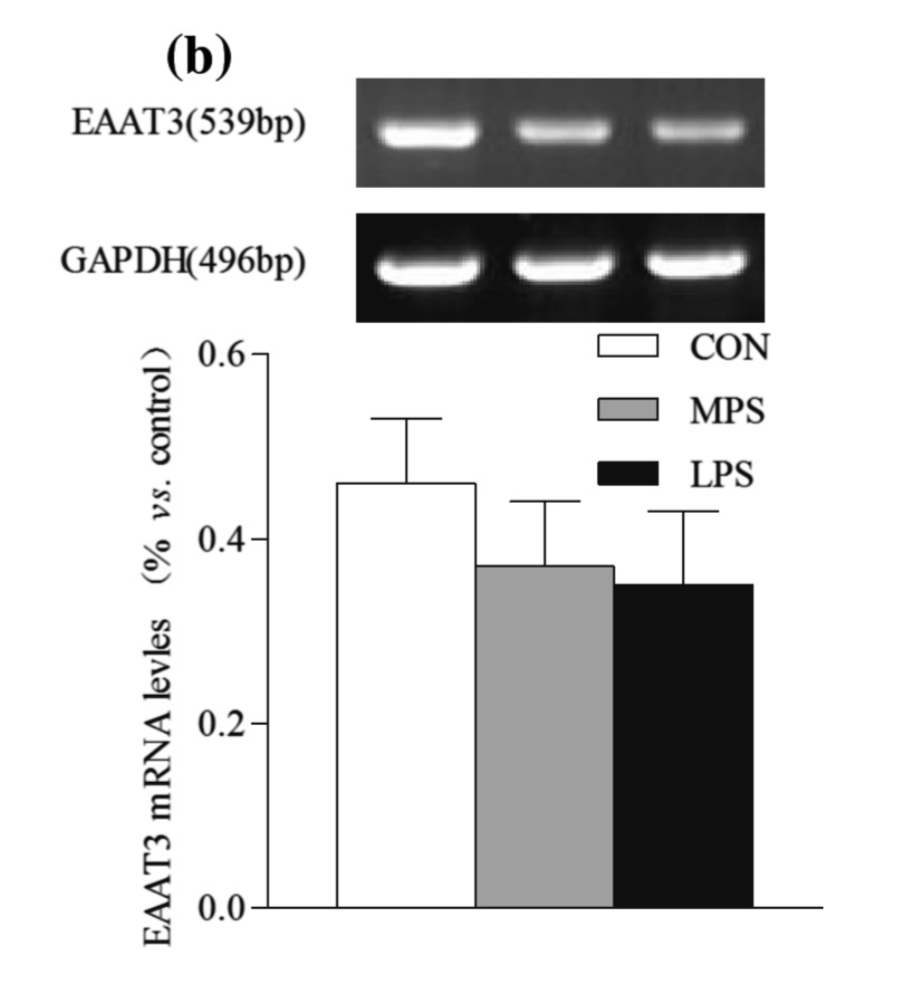 (b)
EAAT3(539bp)
GAPDH(496bp)
CON
MPS
LPS
EAAT3 mRNA levles (% vs. control)
0.6
0.4
0.2
0.0